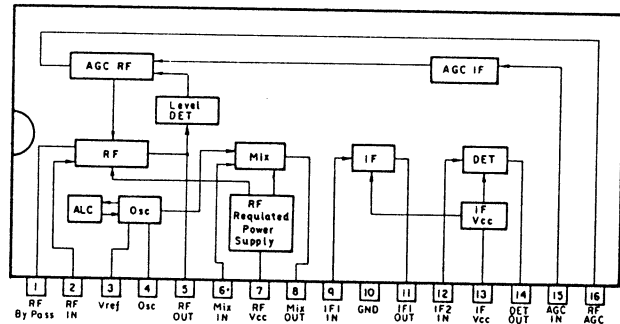 AGC RF
AGC IF
Level
DET
RF
Mix
IF
DET
ALC
Osc
RF
Requlated
Power
Supply
IF
Vcc
1 2 3 4 5 6 7 8 9 10 11 12 13 14 15 16
RF
By Pass
RF
IN
Vref
Osc
RF
OUT
Mix
IN
RF
Vcc
Mix
OUT
IF1
IN
GND
IF1
OUT
IF2
IN
IF
Vcc
DET
OUT
AGC
IN
RF
AGC